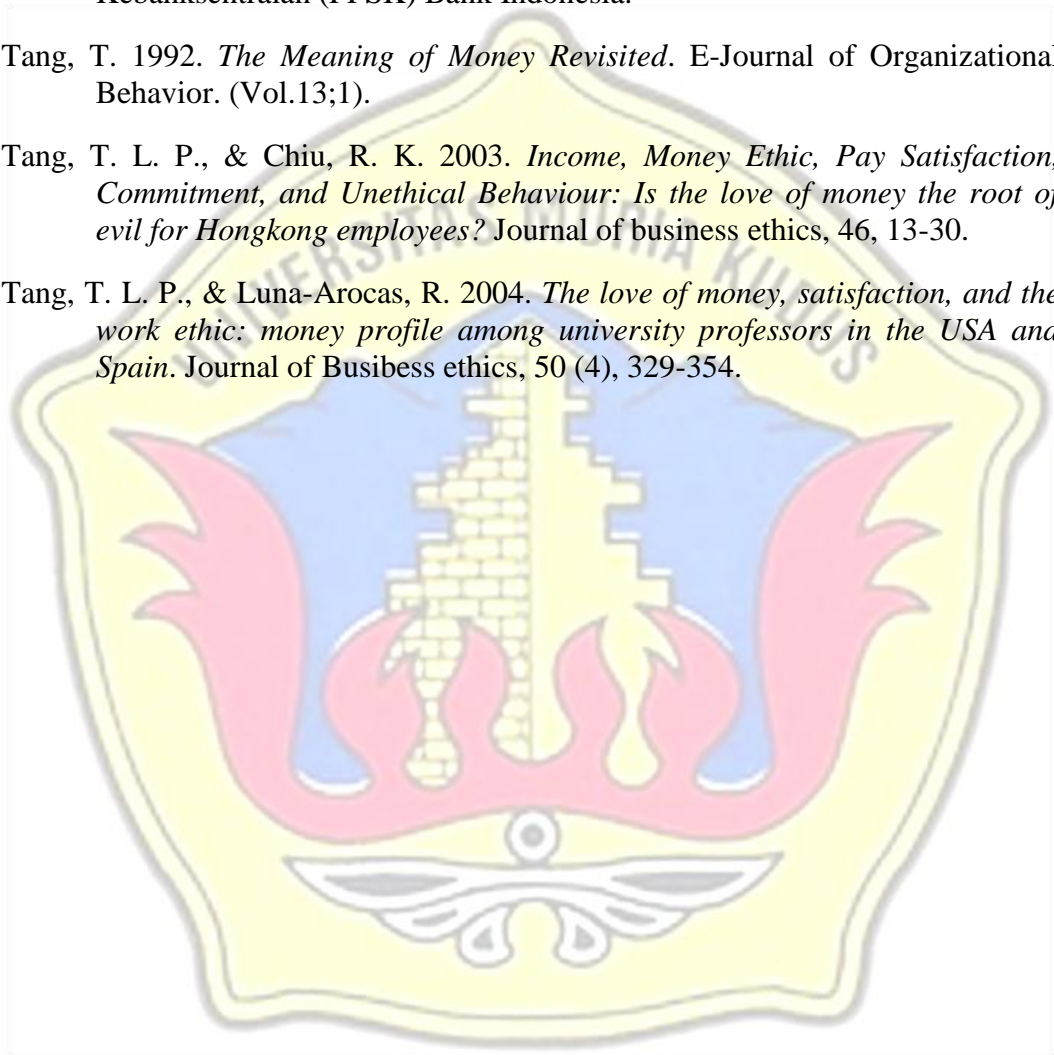 Kebanksentralan (PPSK) Bank Indonesia.
Tang, T. 1992. The Meaning of Money Revisited. E-Journal of Organizational
Behavior. (Vol.13;1).
Tang, T. L. P., & Chiu, R. K. 2003. Income, Money Ethic, Pay Satisfaction,
Commitment, and Unethical Behaviour: Is the love of money the root of
evil for Hongkong employees? Journal of business ethics, 46, 13-30.
Tang, T. L. P., & Luna-Arocas, R. 2004. The love of money, satisfaction, and the
work ethic: money profile among university professors in the USA and
Spain. Journal of Busibess ethics, 50 (4), 329-354.
UNIVERSITAS MURIA KUDUS